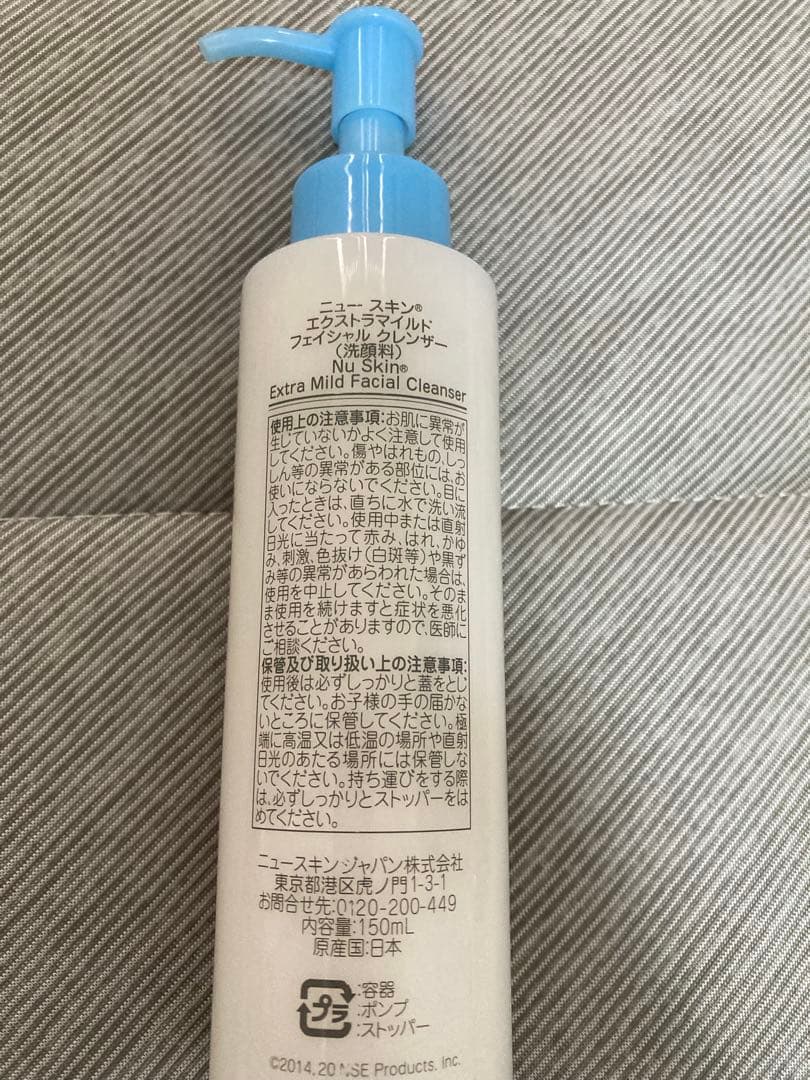 ニュー スキン®
エクストラマイルド
フェイシャル クレンザー
(洗顔料)
Nu Skin®
Extra Mild Facial Cleanser
使用上の注意事項:お肌に異常が
生じていないかよく注意して使用
してください。傷やはれもの、しっ
しん等の異常がある部位には、お
使いにならないでください。目に
入ったときは、直ちに水で洗い流
してください。使用中または直射
日光に当たって赤み、はれ、かゆ
み、刺激、色抜け(白斑等)や黒ず
み等の異常があらわれた場合は、
使用を中止してください。そのま
ま使用を続けますと症状を悪化
させることがありますので、医師に
ご相談ください。
保管及び取り扱い上の注意事項:
使用後は必ずしっかりと蓋をとじ
てください。お子様の手の届かな
いところに保管してください。極
端に高温又は低温の場所や直射
日光のあたる場所には保管しな
いでください。持ち運びをする際
は、必ずしっかりとストッパーをは
めてください。
ニュースキンジャパン株式会社
東京都港区虎ノ門1-3-1
お問合せ先:0120-200-449
内容量:150mL
原産国:日本
プラ
:容器
:ポンプ
:ストッパー
©2014, 20 NSE Products, Inc.